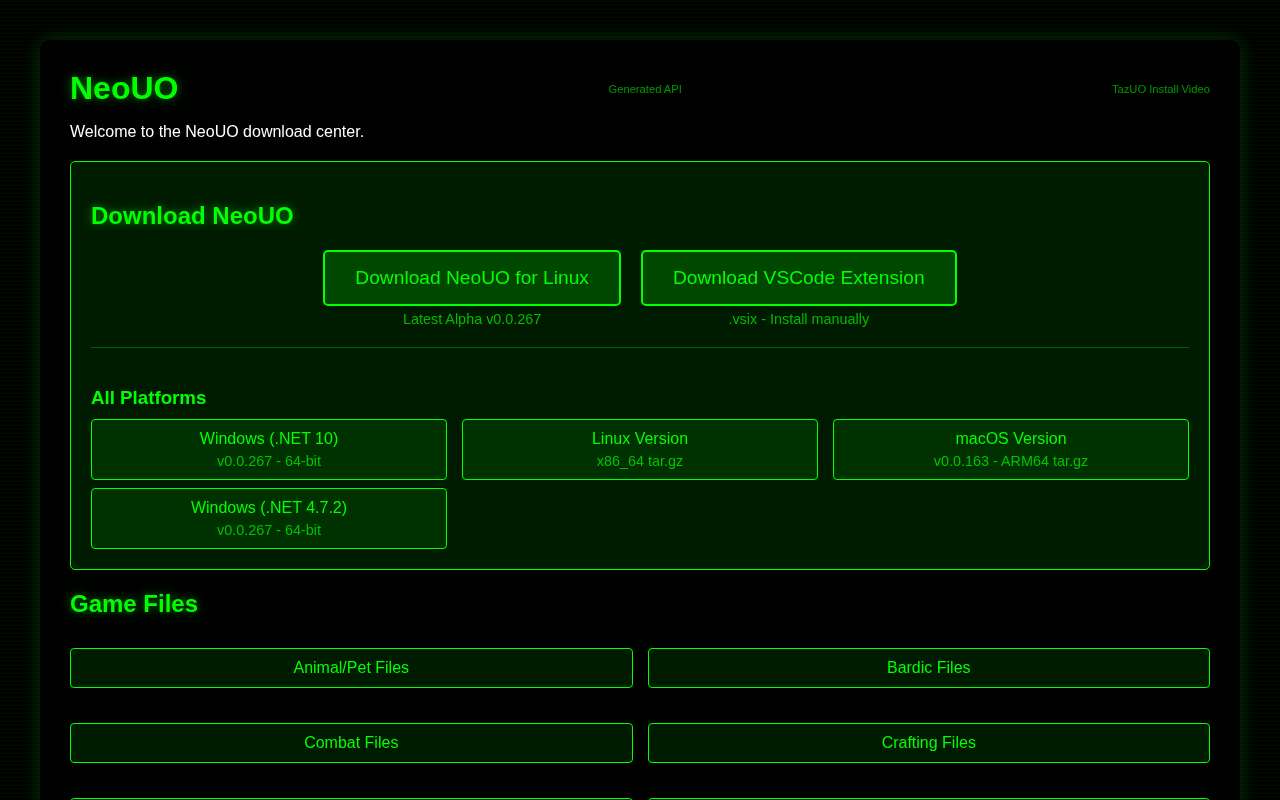 NeoUO
Generated API
TazUO Install Video
Welcome to the NeoUO download center.
Download NeoUO
Download NeoUO for Linux
Download VSCode Extension
Latest Alpha v0.0.267
.vsix - Install manually
All Platforms
Windows (.NET 10)
v0.0.267 - 64-bit
Linux Version
x86_64 tar.gz
macOS Version
v0.0.163 - ARM64 tar.gz
Windows (.NET 4.7.2)
v0.0.267 - 64-bit
Game Files
Animal/Pet Files
Bardic Files
Combat Files
Crafting Files